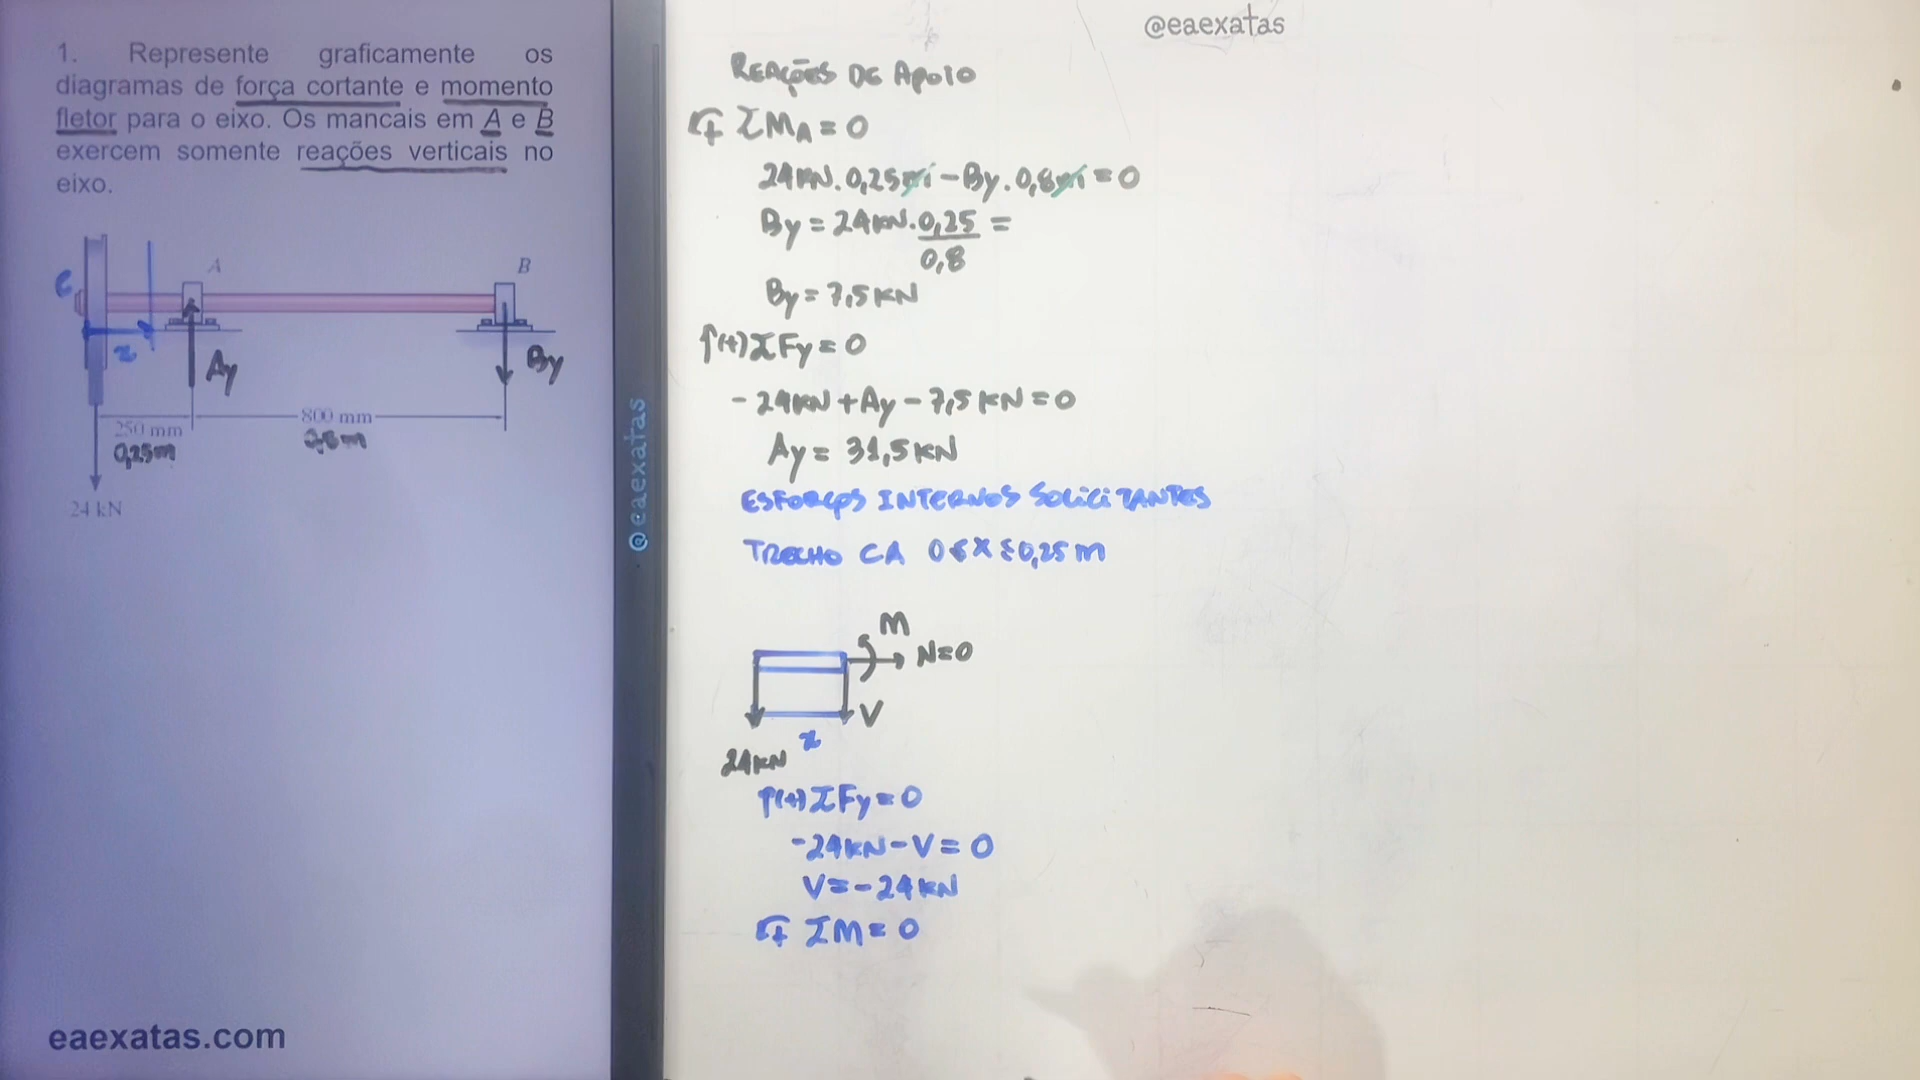 1. Represente graficamente os
diagramas de força cortante e momento
fletor para o eixo. Os mancais em A e B
exercem somente reações verticais no
eixo.
C
A
B
x
Ay
By
250 mm
0,25m
800 mm
0,8m
24 kN
eaexatas.com
@eaexatas
@eaexatas
REAÇÕES DE APOIO
+ ΣMA = 0
24kN.0,25m - By.0,8m = 0
By = 24kN.0,25 =
0,8
By = 7,5 kN
↑(+) ΣFy = 0
-24kN + Ay - 7,5 kN = 0
Ay = 31,5 kN
ESFORÇOS INTERNOS SOLICITANTES
TRECHO CA 0 ≤ X ≤ 0,25 m
M
N=0
V
x
24kN
↑(+) ΣFy = 0
-24kN - V = 0
V = -24 kN
+ ΣM = 0